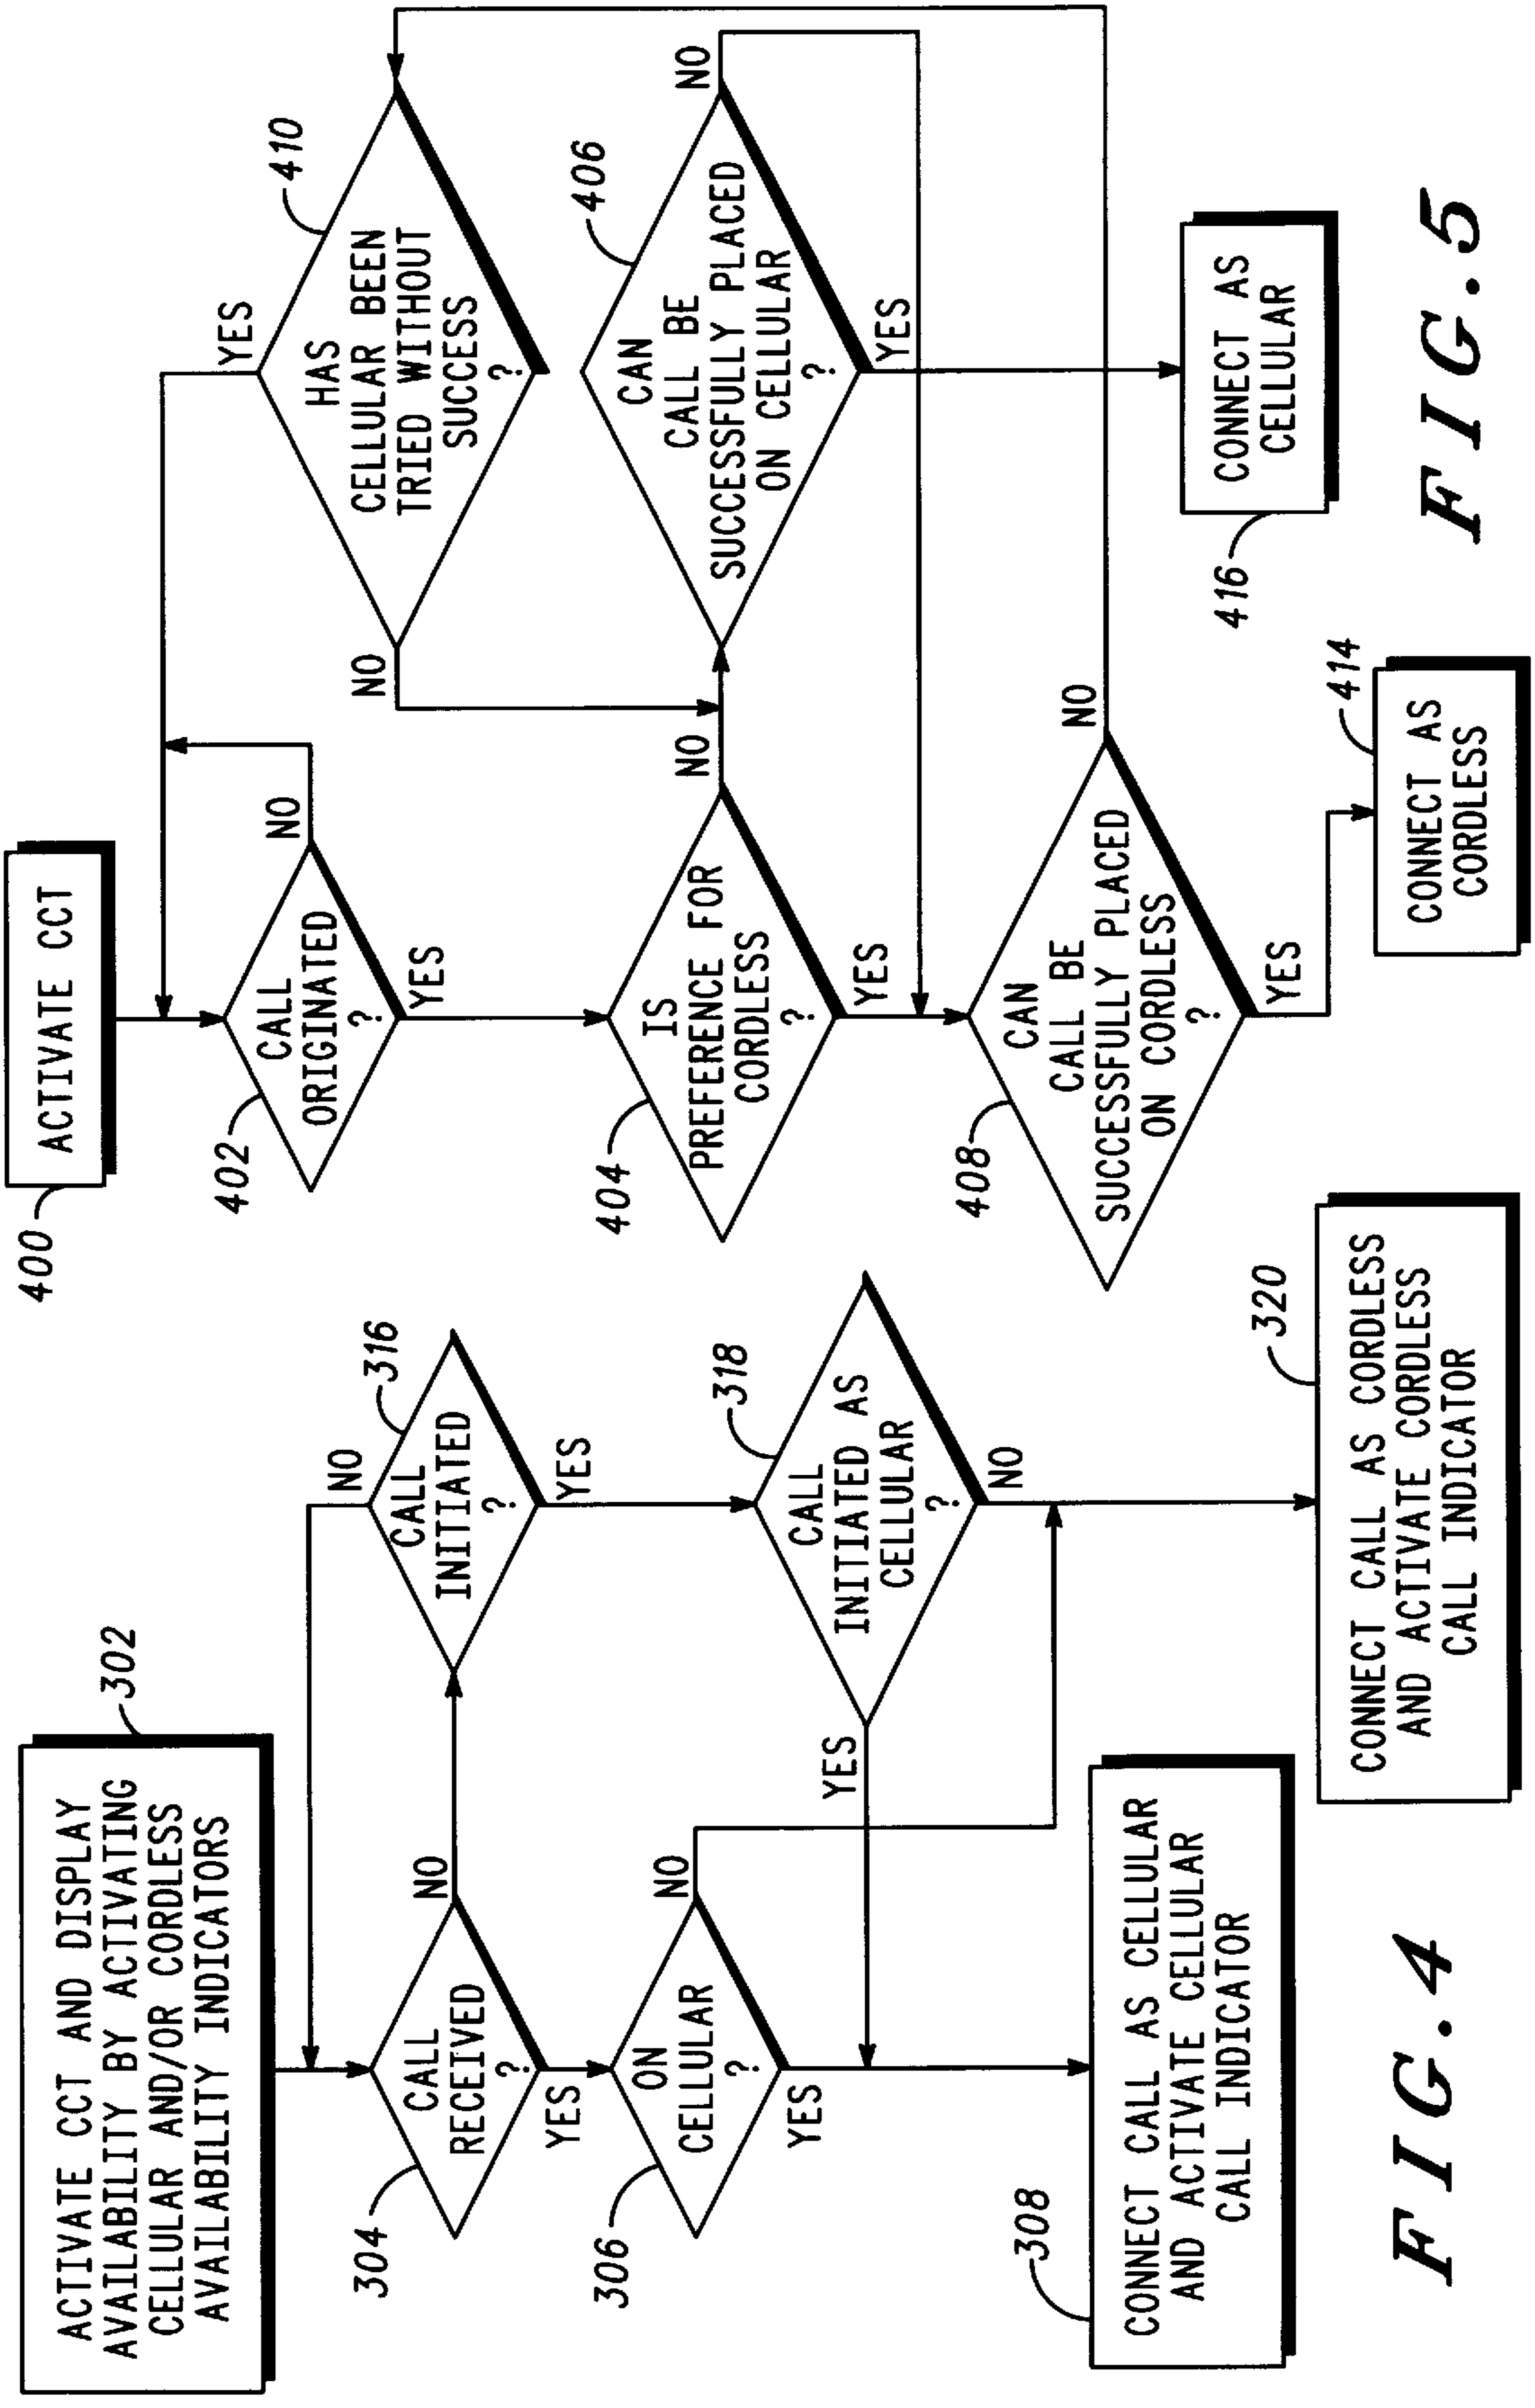 302
ACTIVATE CCT AND DISPLAY
AVAILABILITY BY ACTIVATING
CELLULAR AND/OR CORDLESS
AVAILABILITY INDICATORS
304
CALL
RECEIVED
?
NO
YES
316
CALL
INITIATED
?
NO
YES
306
ON
CELLULAR
?
NO
YES
318
CALL
INITIATED AS
CELLULAR
?
YES
NO
308
CONNECT CALL AS CELLULAR
AND ACTIVATE CELLULAR
CALL INDICATOR
320
CONNECT CALL AS CORDLESS
AND ACTIVATE CORDLESS
CALL INDICATOR
FIG.4
400
ACTIVATE CCT
402
CALL
ORIGINATED
?
NO
YES
410
HAS
CELLULAR BEEN
TRIED WITHOUT
SUCCESS
?
YES
NO
404
IS
PREFERENCE FOR
CORDLESS
?
NO
YES
406
CAN
CALL BE
SUCCESSFULLY PLACED
ON CELLULAR
?
NO
YES
408
CAN
CALL BE
SUCCESSFULLY PLACED
ON CORDLESS
?
NO
YES
414
CONNECT AS
CORDLESS
416
CONNECT AS
CELLULAR
FIG.5